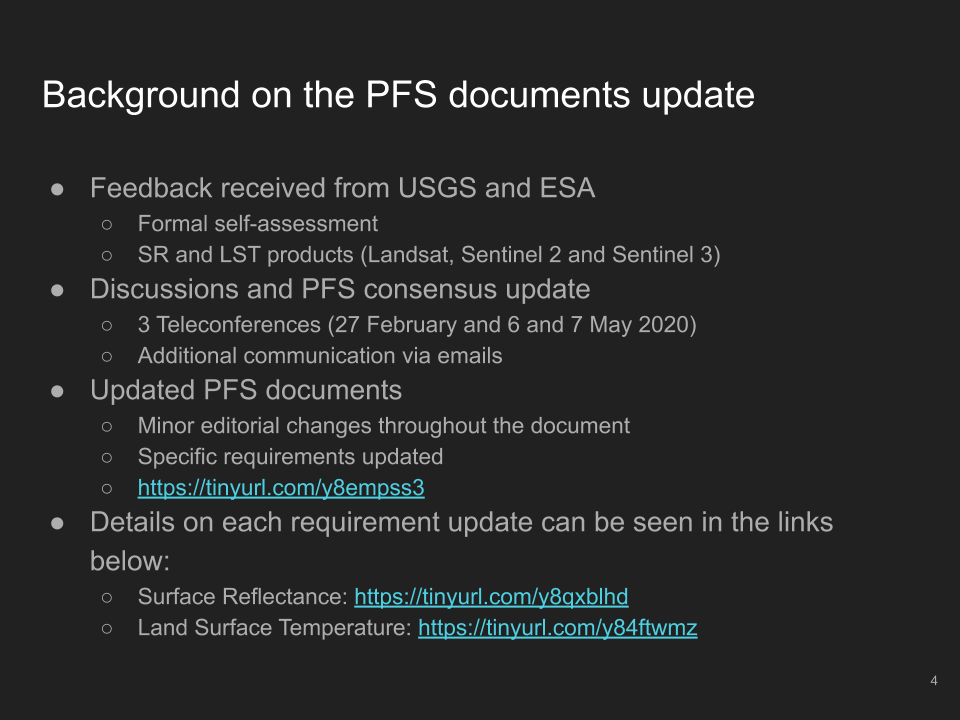 Background on the PFS documents update
● Feedback received from USGS and ESA
○ Formal self-assessment
○ SR and LST products (Landsat, Sentinel 2 and Sentinel 3)
● Discussions and PFS consensus update
○ 3 Teleconferences (27 February and 6 and 7 May 2020)
○ Additional communication via emails
● Updated PFS documents
○ Minor editorial changes throughout the document
○ Specific requirements updated
○ https://tinyurl.com/y8empss3
● Details on each requirement update can be seen in the links
below:
○ Surface Reflectance: https://tinyurl.com/y8qxblhd
○ Land Surface Temperature: https://tinyurl.com/y84ftwmz
4